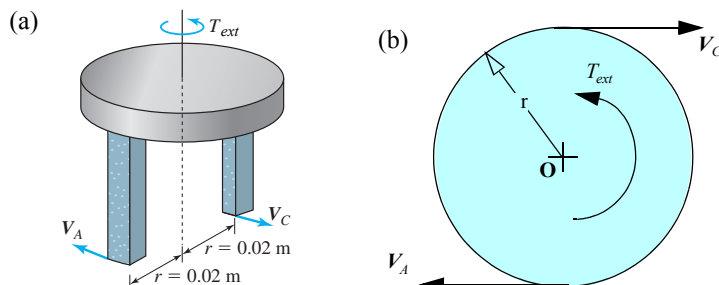 (a)
T_ext
V_A
V_C
r = 0.02 m
r = 0.02 m
(b)
V_C
T_ext
r
O
V_A